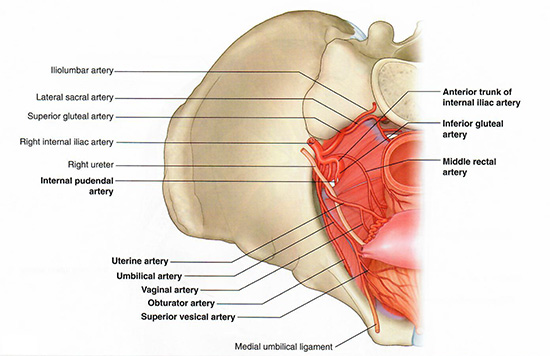 Iliolumbar artery
Lateral sacral artery
Superior gluteal artery
Right internal iliac artery
Right ureter
Internal pudendal
artery
Uterine artery
Umbilical artery
Vaginal artery
Obturator artery
Superior vesical artery
Medial umbilical ligament
Anterior trunk of
internal iliac artery
Inferior gluteal
artery
Middle rectal
artery